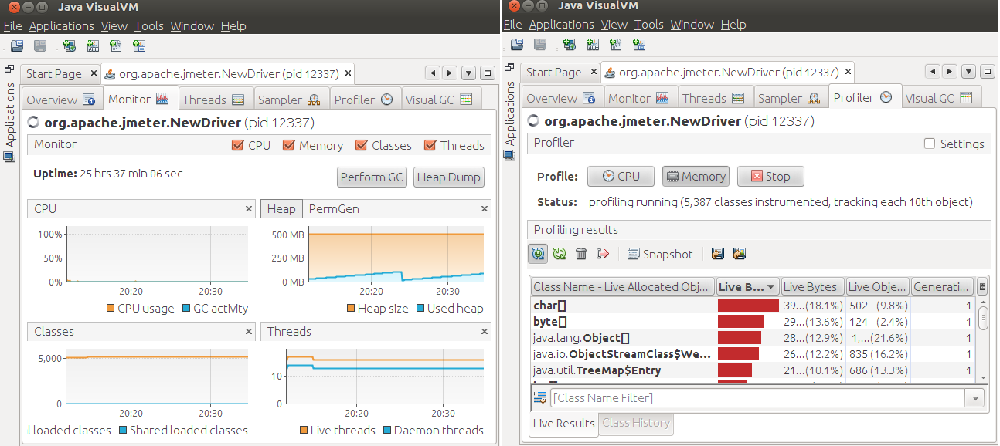 Java VisualVM
File Applications View Tools Window Help
Applications
Start Page org.apache.jmeter.NewDriver (pid 12337)
Overview Monitor Threads Sampler Profiler Visual GC
org.apache.jmeter.NewDriver (pid 12337)
Monitor CPU Memory Classes Threads
Uptime: 25 hrs 37 min 06 sec Perform GC Heap Dump
CPU
100%
50%
0%
20:20 20:30
CPU usage GC activity
Heap PermGen
500 MB
250 MB
0 MB
20:20 20:30
Heap size Used heap
Classes
5,000
0
20:20 20:30
l loaded classes Shared loaded classes
Threads
10
0
20:20 20:30
Live threads Daemon threads
Java VisualVM
File Applications View Tools Window Help
Applications
Start Page org.apache.jmeter.NewDriver (pid 12337)
Overview Monitor Threads Sampler Profiler Visual GC
org.apache.jmeter.NewDriver (pid 12337)
Profiler Settings
Profile: CPU Memory Stop
Status: profiling running (5,387 classes instrumented, tracking each 10th object)
Profiling results
Snapshot
Class Name - Live Allocated Obj... Live B... Live Bytes Live Obje... Generati...
char[] 39...(18.1%) 502 (9.8%) 1
byte[] 29...(13.6%) 124 (2.4%) 1
java.lang.Object[] 28...(12.9%) 1,...(21.6%) 1
java.io.ObjectStreamClass$We... 26...(12.2%) 835 (16.2%) 1
java.util.TreeMap$Entry 21...(10.1%) 686 (13.3%) 1
[Class Name Filter]
Live Results Class History